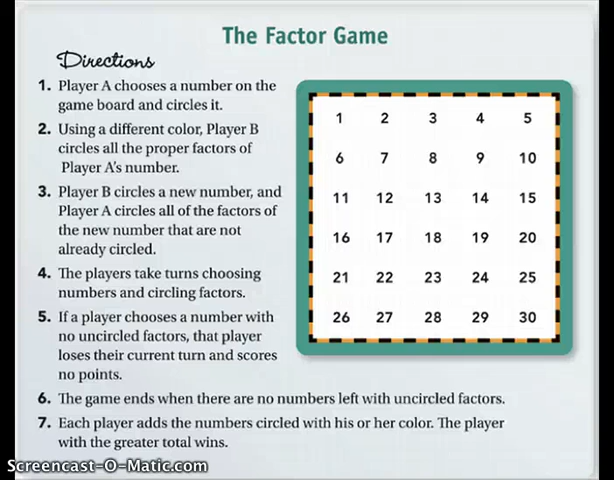 The Factor Game
Directions
1. Player A chooses a number on the
game board and circles it.
2. Using a different color, Player B
circles all the proper factors of
Player A's number.
3. Player B circles a new number, and
Player A circles all of the factors of
the new number that are not
already circled.
4. The players take turns choosing
numbers and circling factors.
5. If a player chooses a number with
no uncircled factors, that player
loses their current turn and scores
no points.
6. The game ends when there are no numbers left with uncircled factors.
7. Each player adds the numbers circled with his or her color. The player
with the greater total wins.
1 2 3 4 5
6 7 8 9 10
11 12 13 14 15
16 17 18 19 20
21 22 23 24 25
26 27 28 29 30
Screencast-O-Matic.com